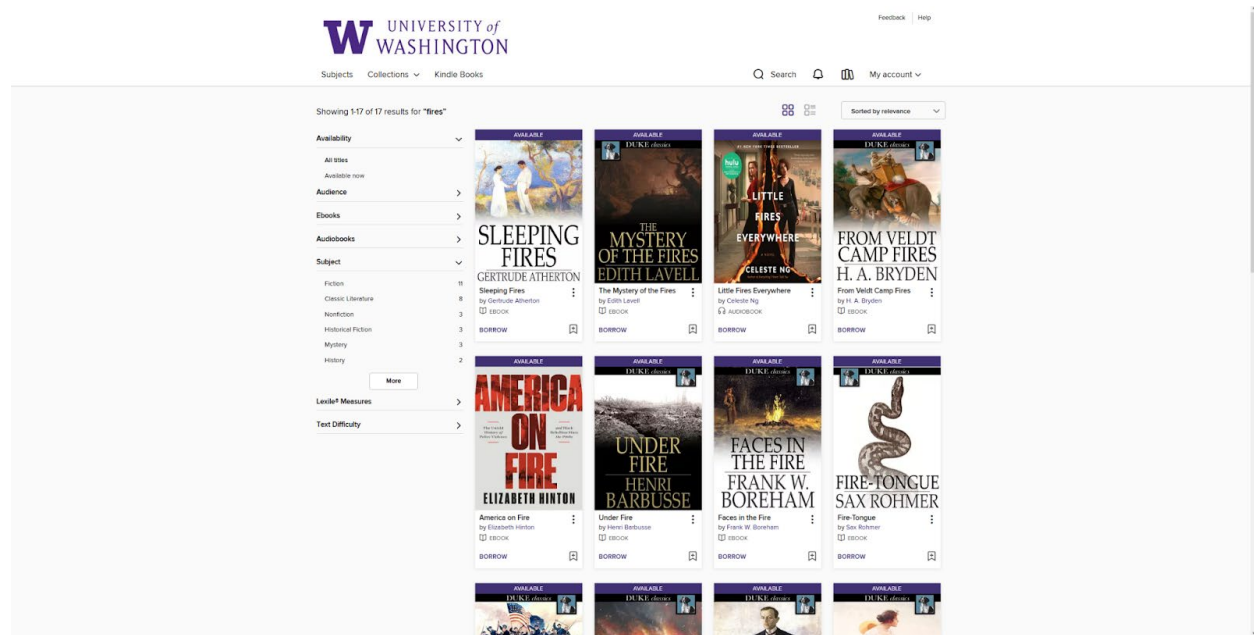 Feedback Help
UNIVERSITY of
WASHINGTON
Subjects Collections Kindle Books
Search My account
Showing 1-17 of 17 results for "fires"
Sorted by relevance
Availability
All titles
Available now
Audience
Ebooks
Audiobooks
Subject
Fiction 11
Classic Literature 8
Nonfiction 3
Historical Fiction 3
Mystery 3
History 2
More
Lexile® Measures
Text Difficulty
AVAILABLE
SLEEPING
FIRES
GERTRUDE ATHERTON
Sleeping Fires
by Gertrude Atherton
EBOOK
BORROW
AVAILABLE
DUKE classics
THE
MYSTERY
OF THE FIRES
EDITH LAVELL
The Mystery of the Fires
by Edith Lavell
EBOOK
BORROW
AVAILABLE
#1 NEW YORK TIMES BESTSELLER
hulu
LITTLE
FIRES
EVERYWHERE
A NOVEL
CELESTE NG
Little Fires Everywhere
by Celeste Ng
AUDIOBOOK
BORROW
AVAILABLE
DUKE classics
FROM VELDT
CAMP FIRES
H. A. BRYDEN
From Veldt Camp Fires
by H. A. Bryden
EBOOK
BORROW
AVAILABLE
AMERICA
ON
FIRE
ELIZABETH HINTON
America on Fire
by Elizabeth Hinton
EBOOK
BORROW
AVAILABLE
DUKE classics
UNDER
FIRE
HENRI
BARBUSSE
Under Fire
by Henri Barbusse
EBOOK
BORROW
AVAILABLE
DUKE classics
FACES IN
THE FIRE
FRANK W.
BOREHAM
Faces in the Fire
by Frank W. Boreham
EBOOK
BORROW
AVAILABLE
DUKE classics
FIRE-TONGUE
SAX ROHMER
Fire-Tongue
by Sax Rohmer
EBOOK
BORROW
AVAILABLE
DUKE classics
AVAILABLE
DUKE classics
AVAILABLE
DUKE classics
AVAILABLE
DUKE classics